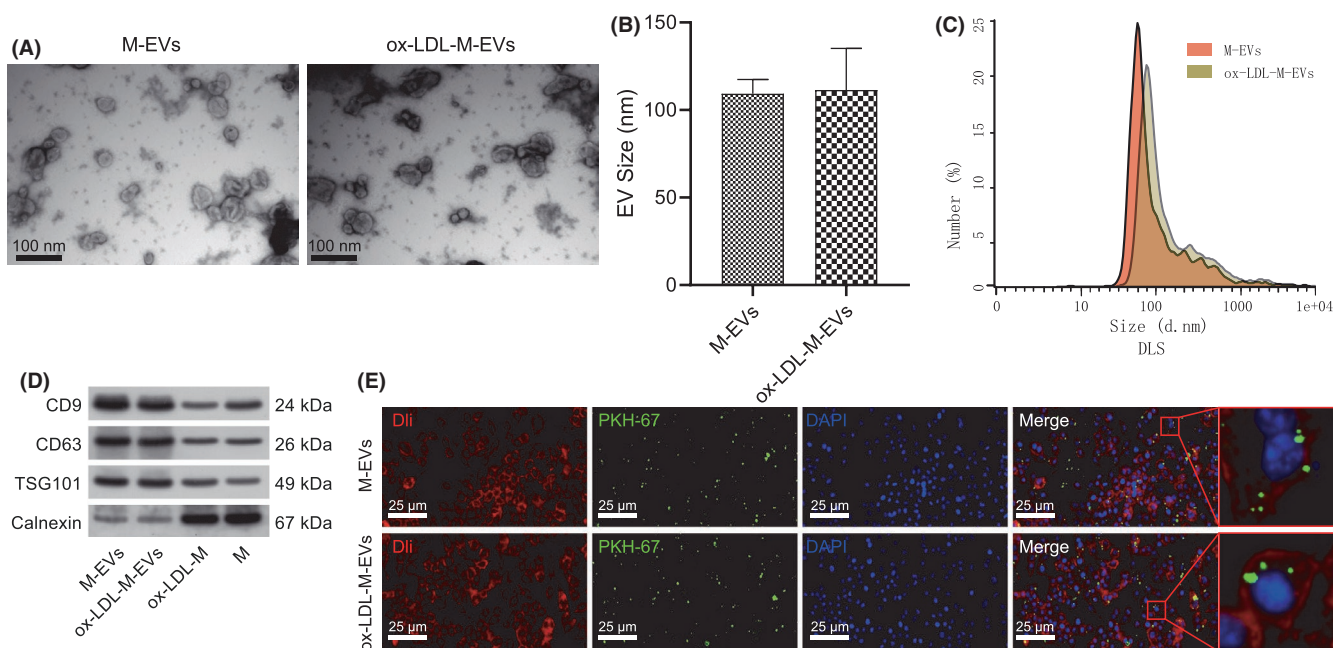 (A)
M-EVs
ox-LDL-M-EVs
100 nm
100 nm
(B)
EV Size (nm)
150
100
50
0
M-EVs
ox-LDL-M-EVs
(C)
Number (%)
25
20
15
10
5
0
M-EVs
ox-LDL-M-EVs
0 10 100 1000 1e+04
Size (d.nm)
DLS
(D)
CD9 24 kDa
CD63 26 kDa
TSG101 49 kDa
Calnexin 67 kDa
M-EVs
ox-LDL-M-EVs
ox-LDL-M
M
(E)
M-EVs
Dli PKH-67 DAPI Merge
25 μm 25 μm 25 μm 25 μm
ox-LDL-M-EVs
Dli PKH-67 DAPI Merge
25 μm 25 μm 25 μm 25 μm